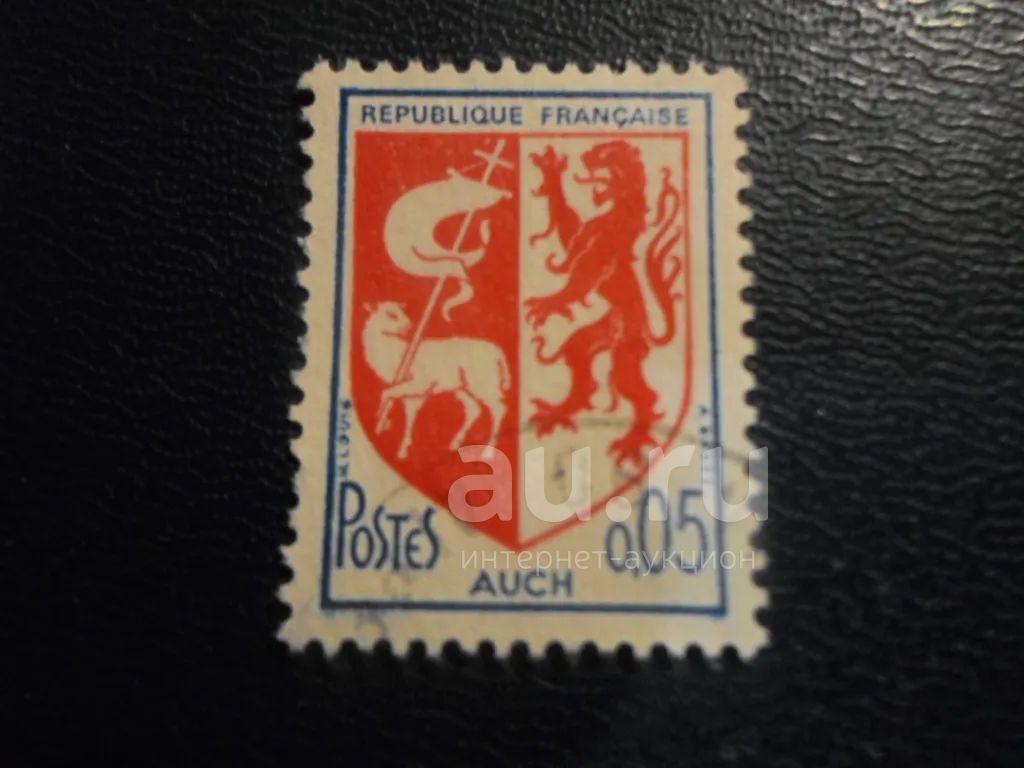 REPUBLIQUE FRANÇAISE
POSTES
0,05
AUCH
au.ru
интернет-аукцион